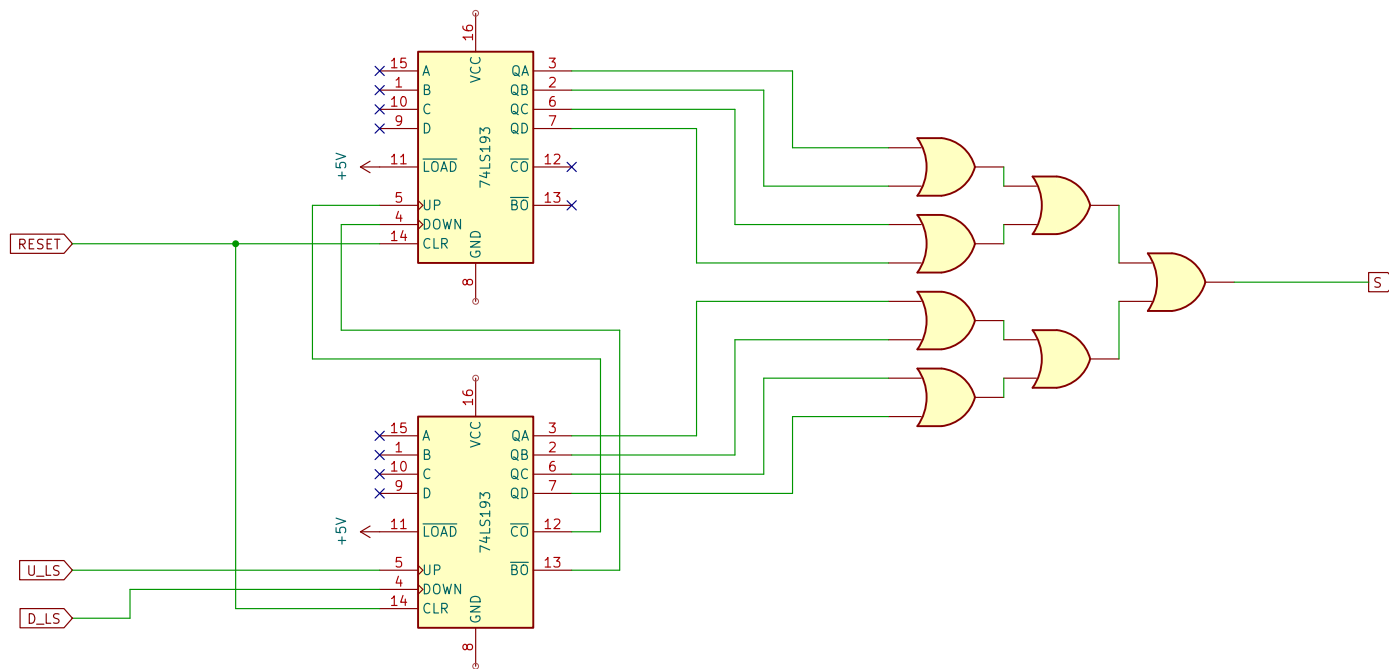 16
VCC
15 A QA 3
1 B QB 2
10 C QC 6
9 D QD 7
74LS193
+5V
11 LOAD CO 12
BO 13
5 UP
4 DOWN
RESET
14 CLR
GND
8
16
VCC
15 A QA 3
1 B QB 2
10 C QC 6
9 D QD 7
74LS193
+5V
11 LOAD CO 12
U_LS
5 UP BO 13
4 DOWN
D_LS
14 CLR
GND
8
S